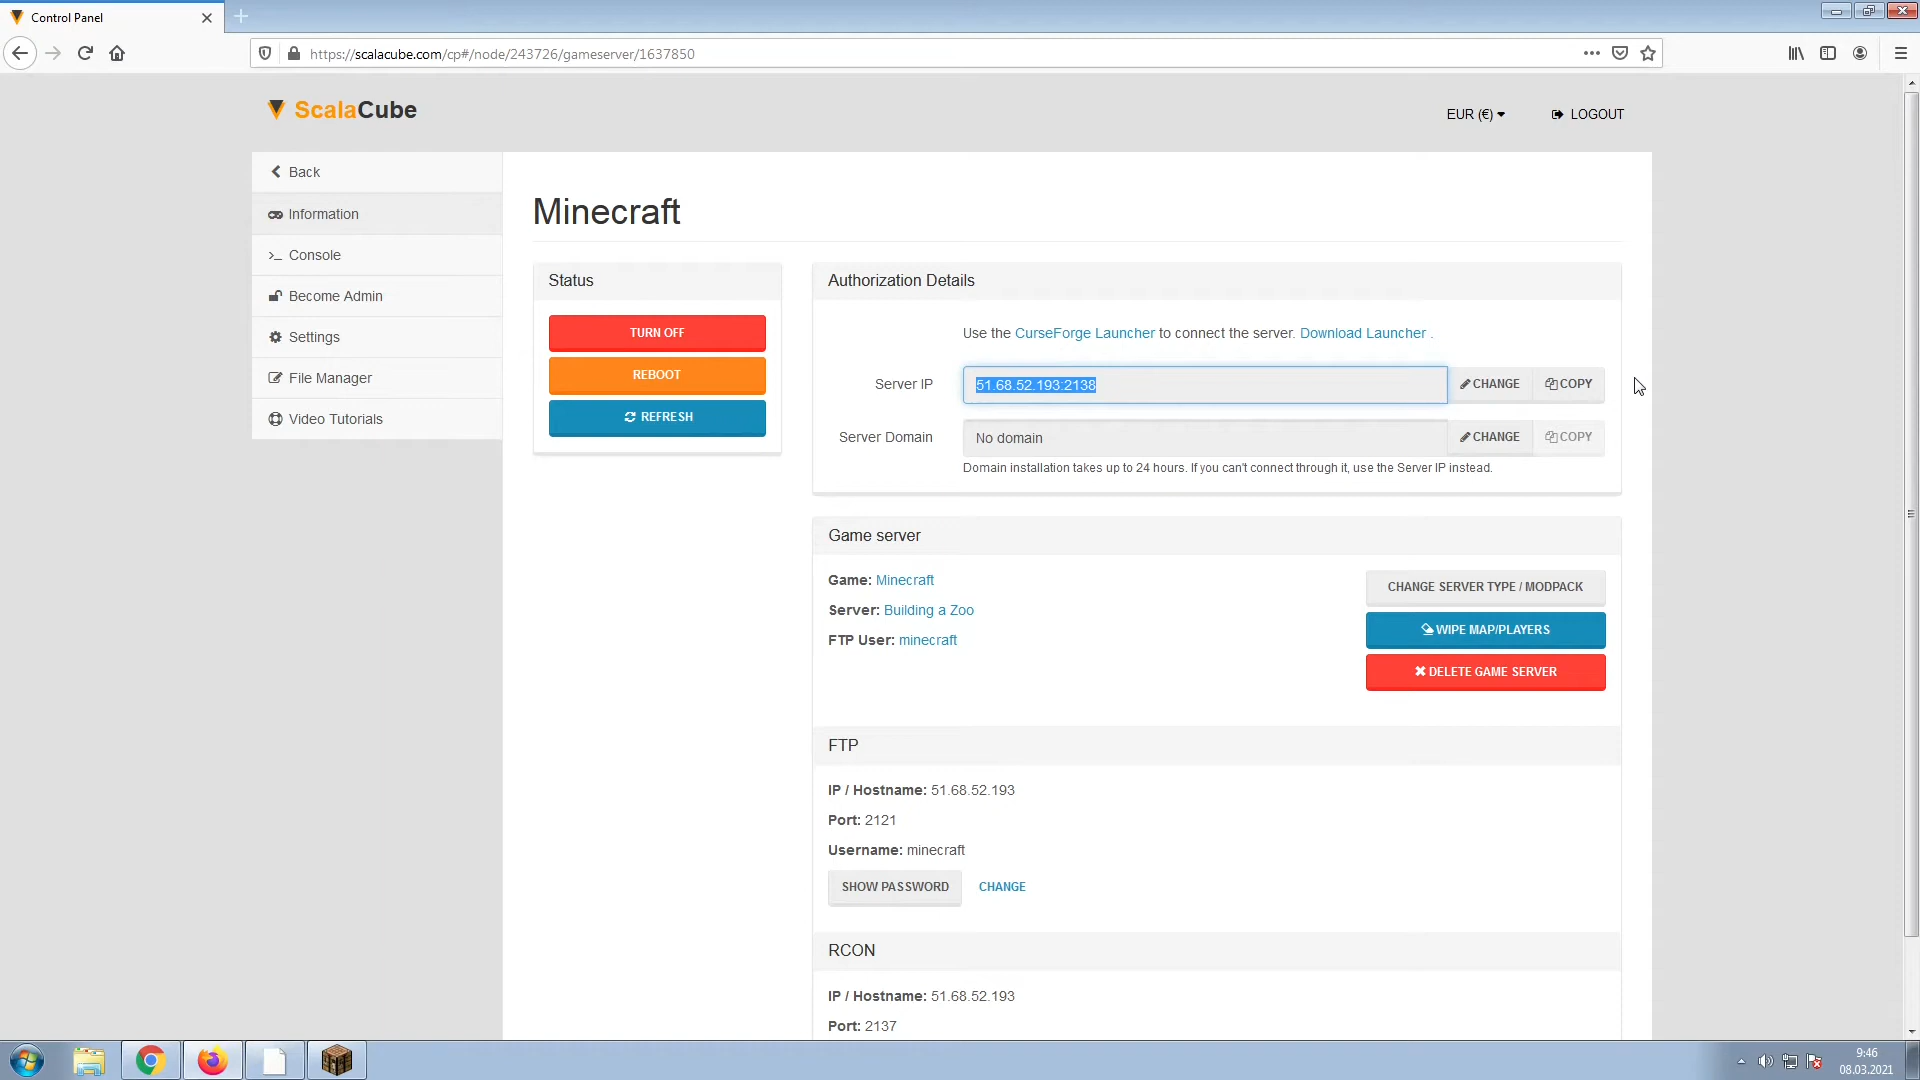 Control Panel
https://scalacube.com/cp#/node/243726/gameserver/1637850
ScalaCube
EUR (€)
LOGOUT
Back
Information
Console
Become Admin
Settings
File Manager
Video Tutorials
Minecraft
Status
TURN OFF
REBOOT
REFRESH
Authorization Details
Use the CurseForge Launcher to connect the server. Download Launcher .
Server IP
51.68.52.193:2138
CHANGE
COPY
Server Domain
No domain
CHANGE
COPY
Domain installation takes up to 24 hours. If you can't connect through it, use the Server IP instead.
Game server
Game: Minecraft
Server: Building a Zoo
FTP User: minecraft
CHANGE SERVER TYPE / MODPACK
WIPE MAP/PLAYERS
DELETE GAME SERVER
FTP
IP / Hostname: 51.68.52.193
Port: 2121
Username: minecraft
SHOW PASSWORD
CHANGE
RCON
IP / Hostname: 51.68.52.193
Port: 2137
9:46
08.03.2021